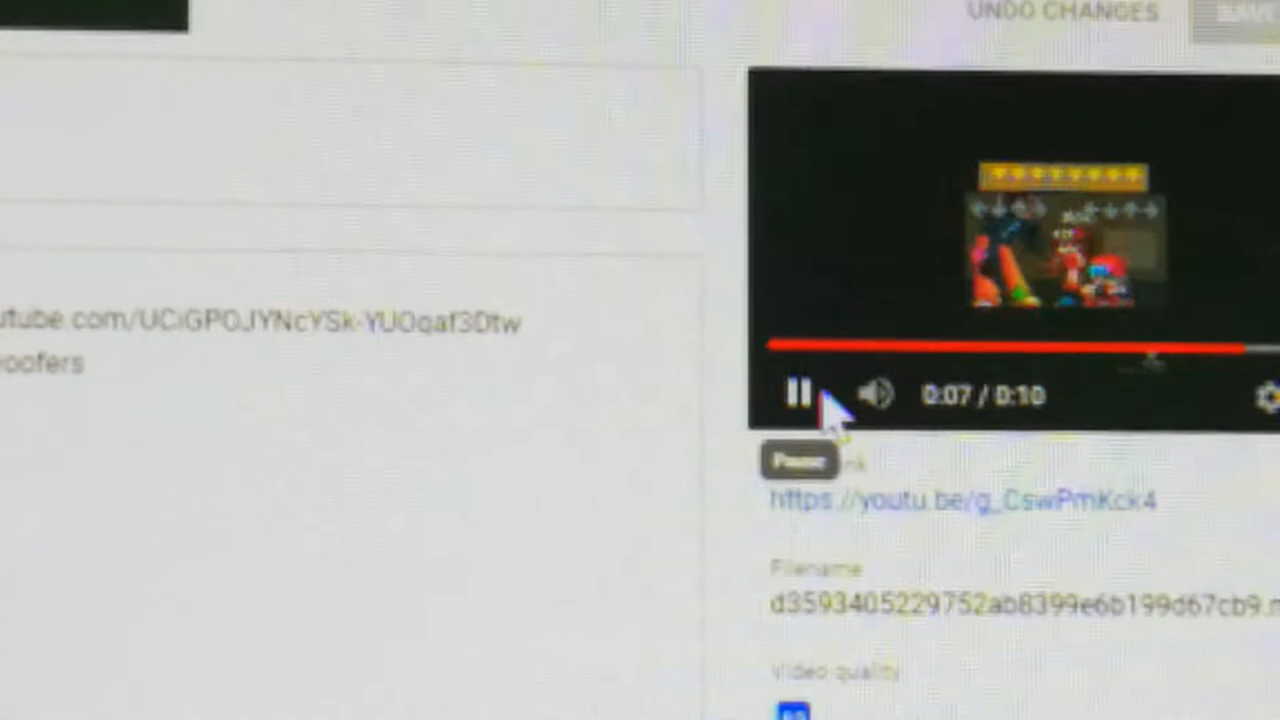 UNDO CHANGES
utube.com/UCiGPOJYNcYSk-YUOqaf3Dtw
woofers
0:07 / 0:10
Pause
https://youtu.be/g_CswPmKck4
Filename
d3593405229752ab8399e6b199d67cb9.m
Video quality